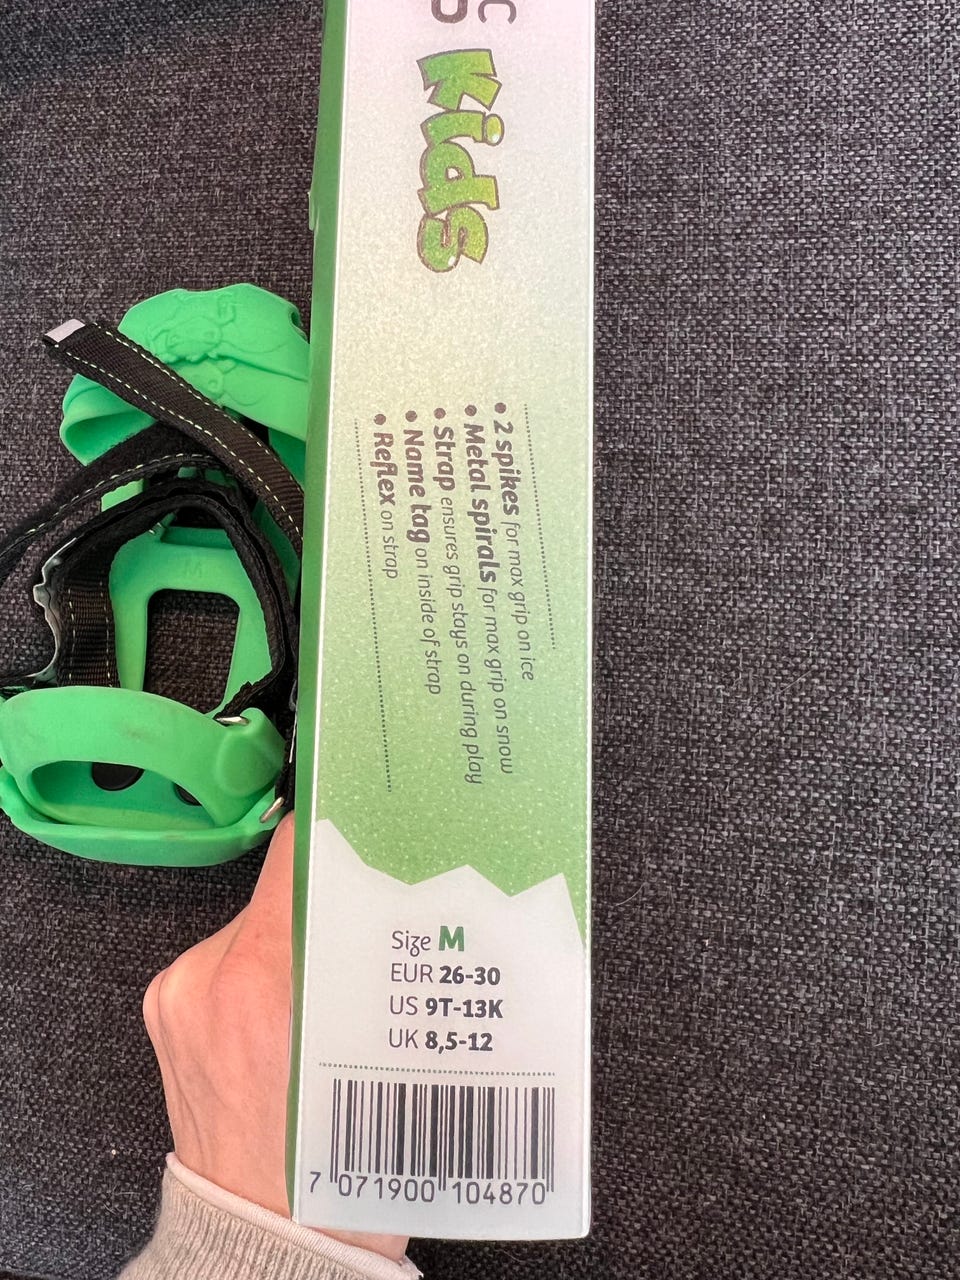 Kids
• 2 spikes for max grip on ice
• Metal spirals for max grip on snow
• Strap ensures grip stays on during play
• Name tag on inside of strap
• Reflex on strap
Size M
EUR 26-30
US 9T-13K
UK 8,5-12
7 071900 104870